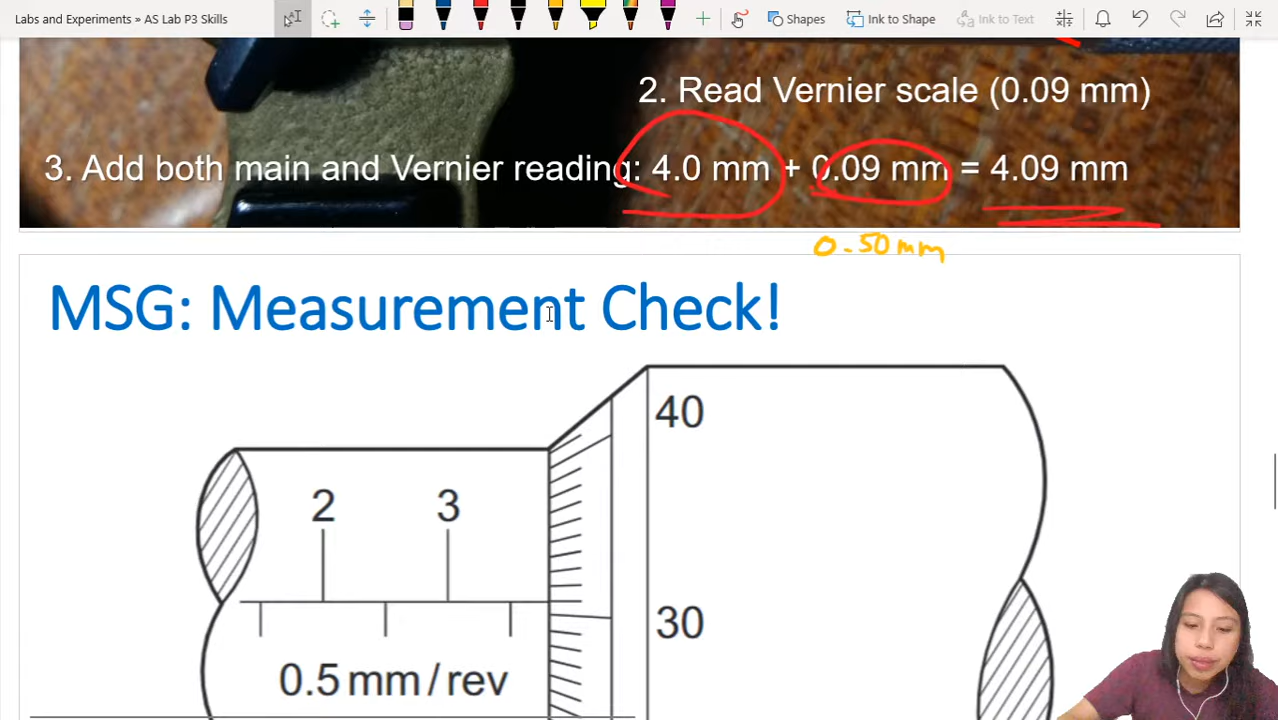 Labs and Experiments » AS Lab P3 Skills
Shapes
Ink to Shape
Ink to Text
2. Read Vernier scale (0.09 mm)
3. Add both main and Vernier reading: 4.0 mm + 0.09 mm = 4.09 mm
0.50mm
MSG: Measurement Check!
40
2 3
30
0.5 mm / rev